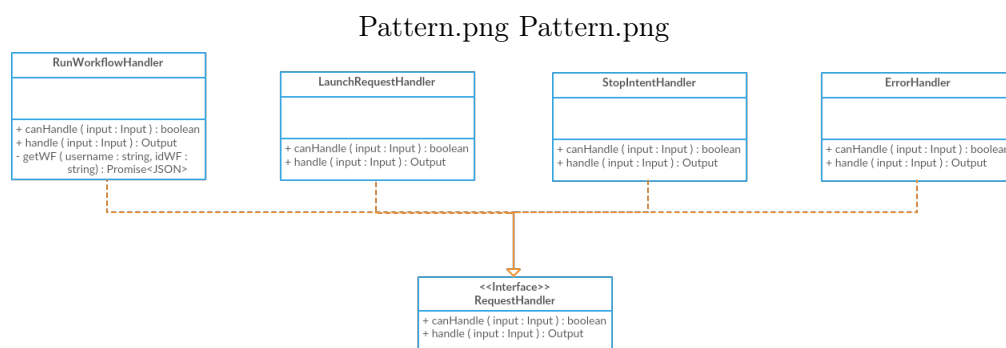 Pattern.png Pattern.png
RunWorkflowHandler
+ canHandle ( input : Input ) : boolean
+ handle ( input : Input ) : Output
- getWF ( username : string, idWF :
string) : Promise<JSON>
LaunchRequestHandler
+ canHandle ( input : Input ) : boolean
+ handle ( input : Input ) : Output
StopIntentHandler
+ canHandle ( input : Input ) : boolean
+ handle ( input : Input ) : Output
ErrorHandler
+ canHandle ( input : Input ) : boolean
+ handle ( input : Input ) : Output
<<Interface>>
RequestHandler
+ canHandle ( input : Input ) : boolean
+ handle ( input : Input ) : Output